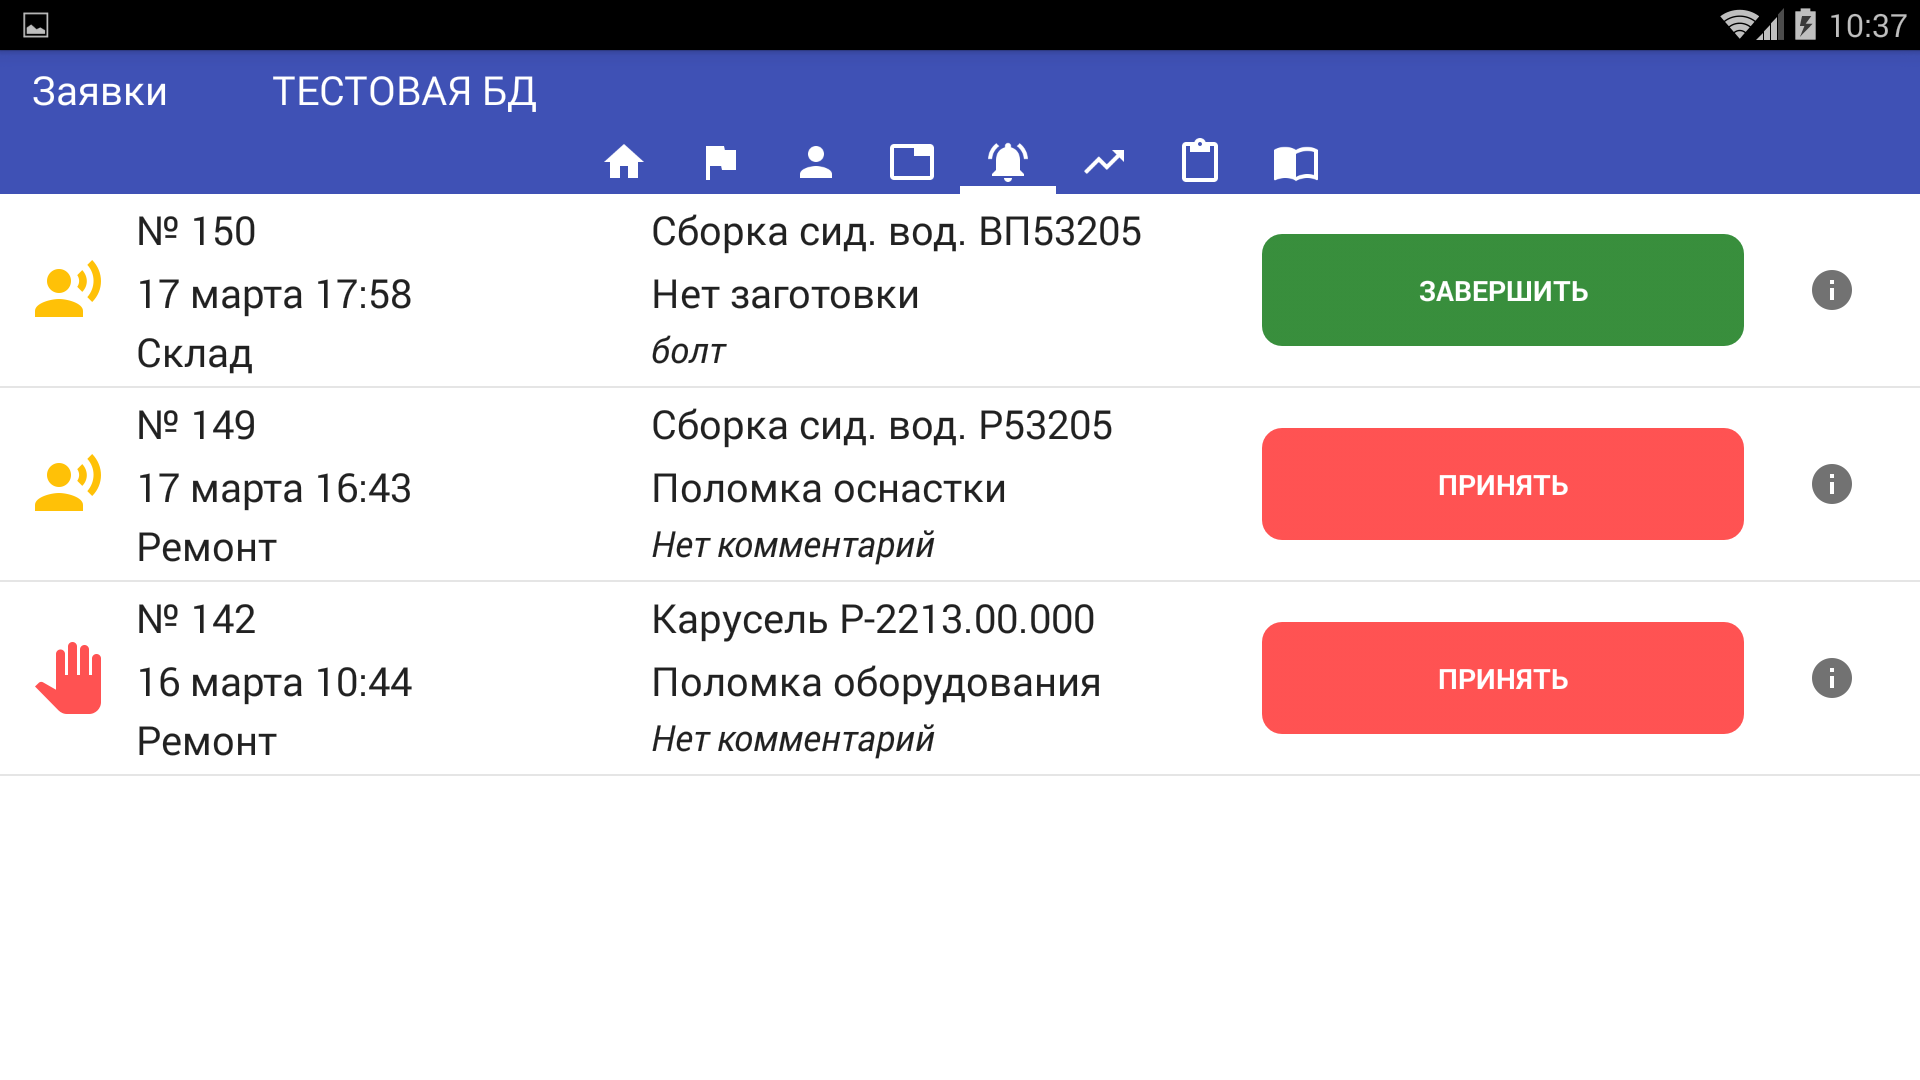 10:37
Заявки ТЕСТОВАЯ БД
№ 150
17 марта 17:58
Склад
Сборка сид. вод. ВП53205
Нет заготовки
болт
ЗАВЕРШИТЬ
№ 149
17 марта 16:43
Ремонт
Сборка сид. вод. Р53205
Поломка оснастки
Нет комментарий
ПРИНЯТЬ
№ 142
16 марта 10:44
Ремонт
Карусель Р-2213.00.000
Поломка оборудования
Нет комментарий
ПРИНЯТЬ